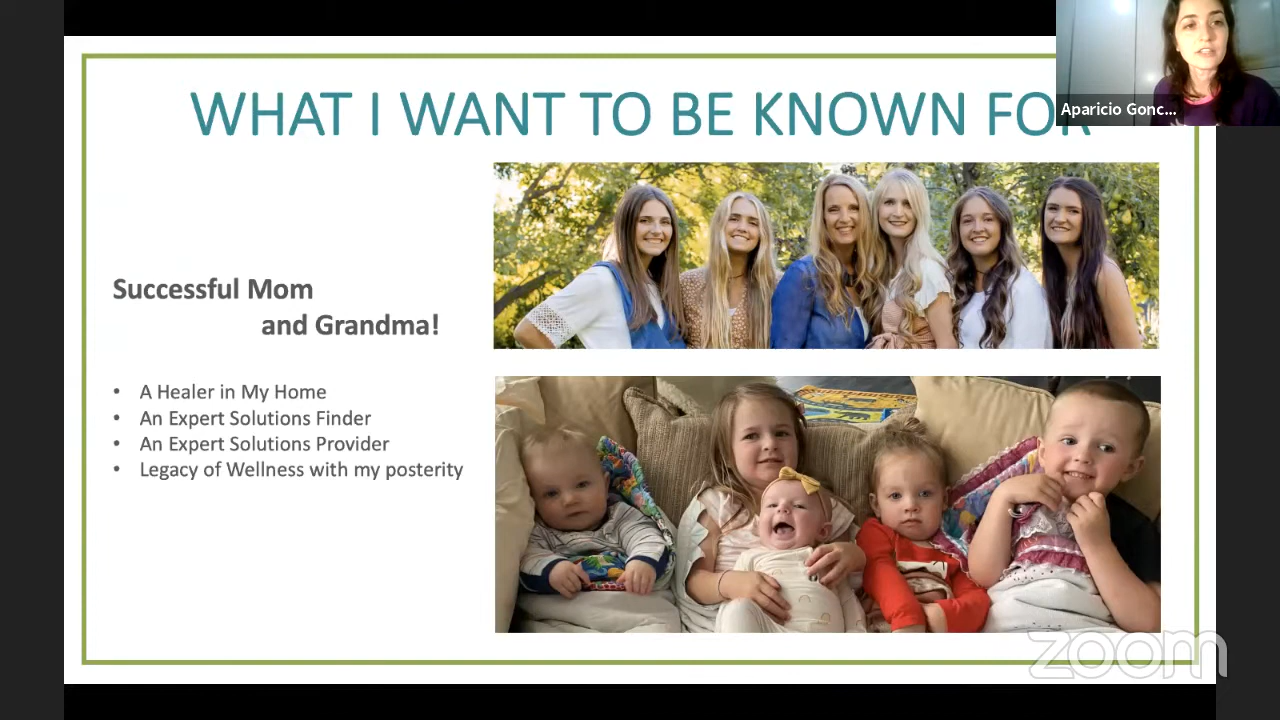 WHAT I WANT TO BE KNOWN FOR
Aparicio Gonc...
Successful Mom
and Grandma!
• A Healer in My Home
• An Expert Solutions Finder
• An Expert Solutions Provider
• Legacy of Wellness with my posterity
zoom